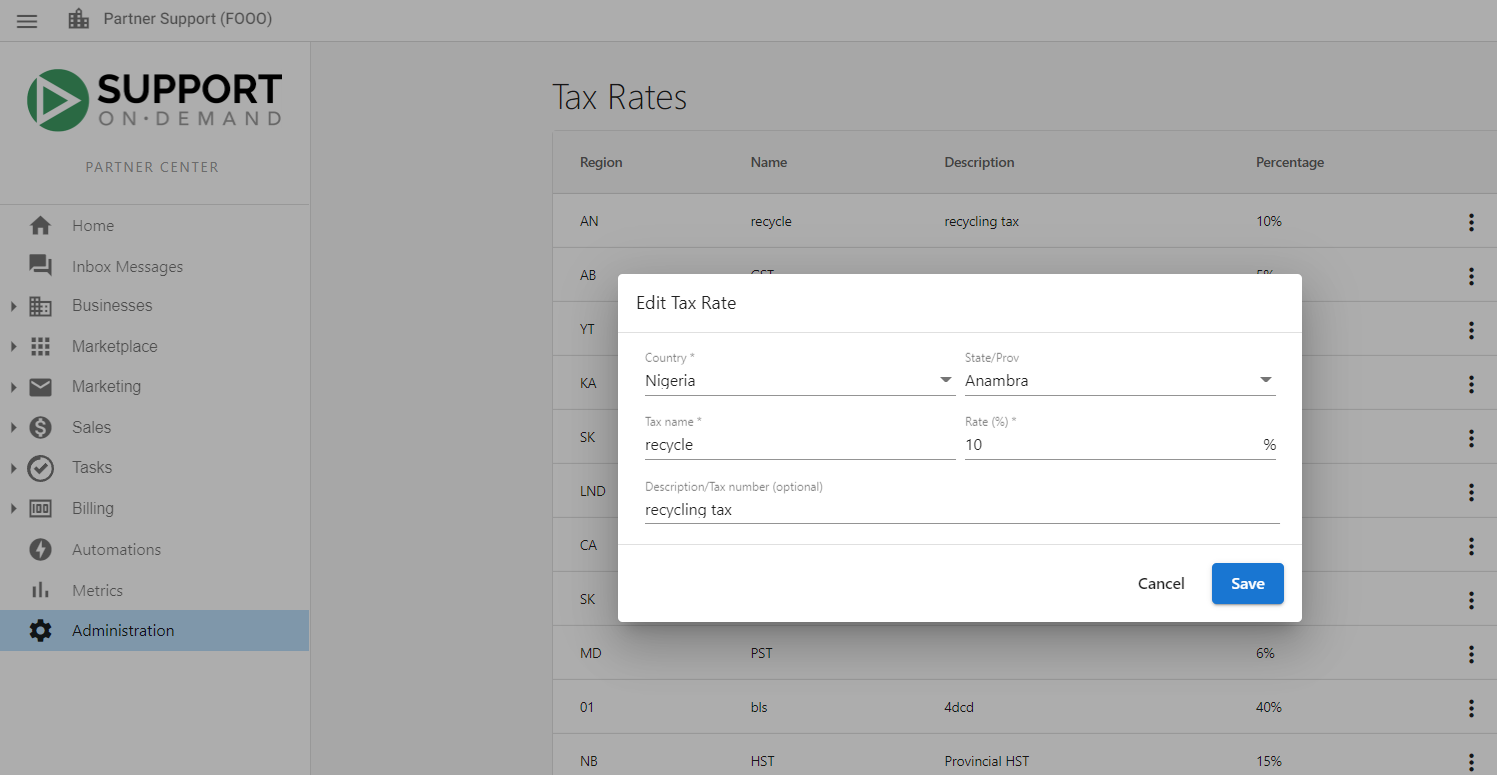 Partner Support (FOOO)
SUPPORT
ON·DEMAND
PARTNER CENTER
Home
Inbox Messages
Businesses
Marketplace
Marketing
Sales
Tasks
Billing
Automations
Metrics
Administration
Tax Rates
Region Name Description Percentage
AN recycle recycling tax 10%
AB GST 5%
YT
KA
SK
LND
CA
SK
MD PST 6%
01 bls 4dcd 40%
NB HST Provincial HST 15%
Edit Tax Rate
Country * State/Prov
Nigeria Anambra
Tax name * Rate (%) *
recycle 10 %
Description/Tax number (optional)
recycling tax
Cancel Save